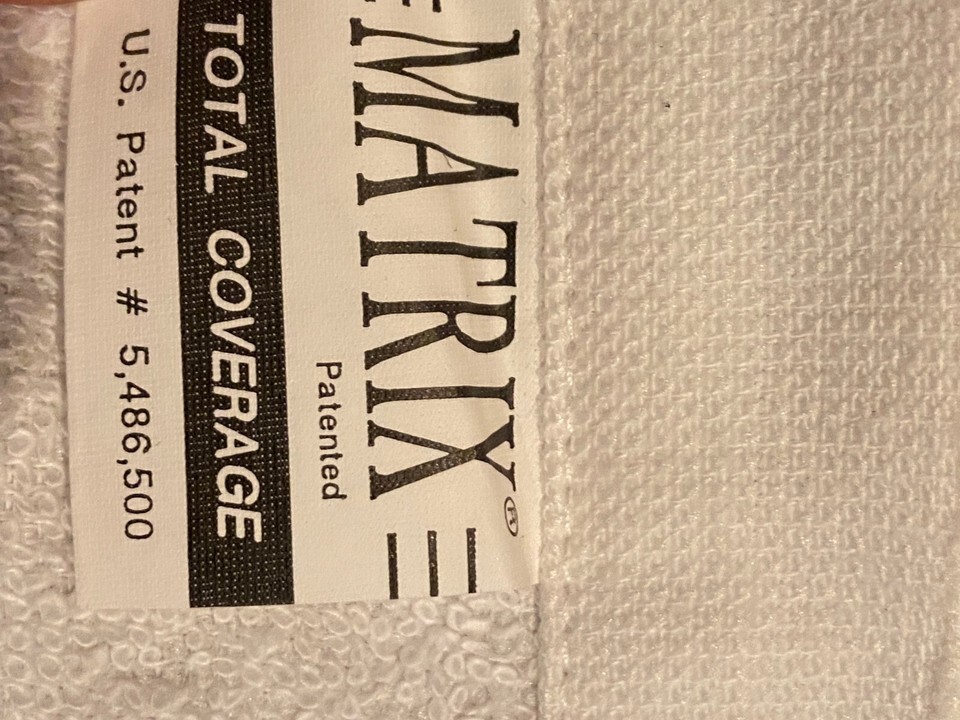 MATRIX®
Patented
TOTAL COVERAGE
U.S. Patent # 5,486,500